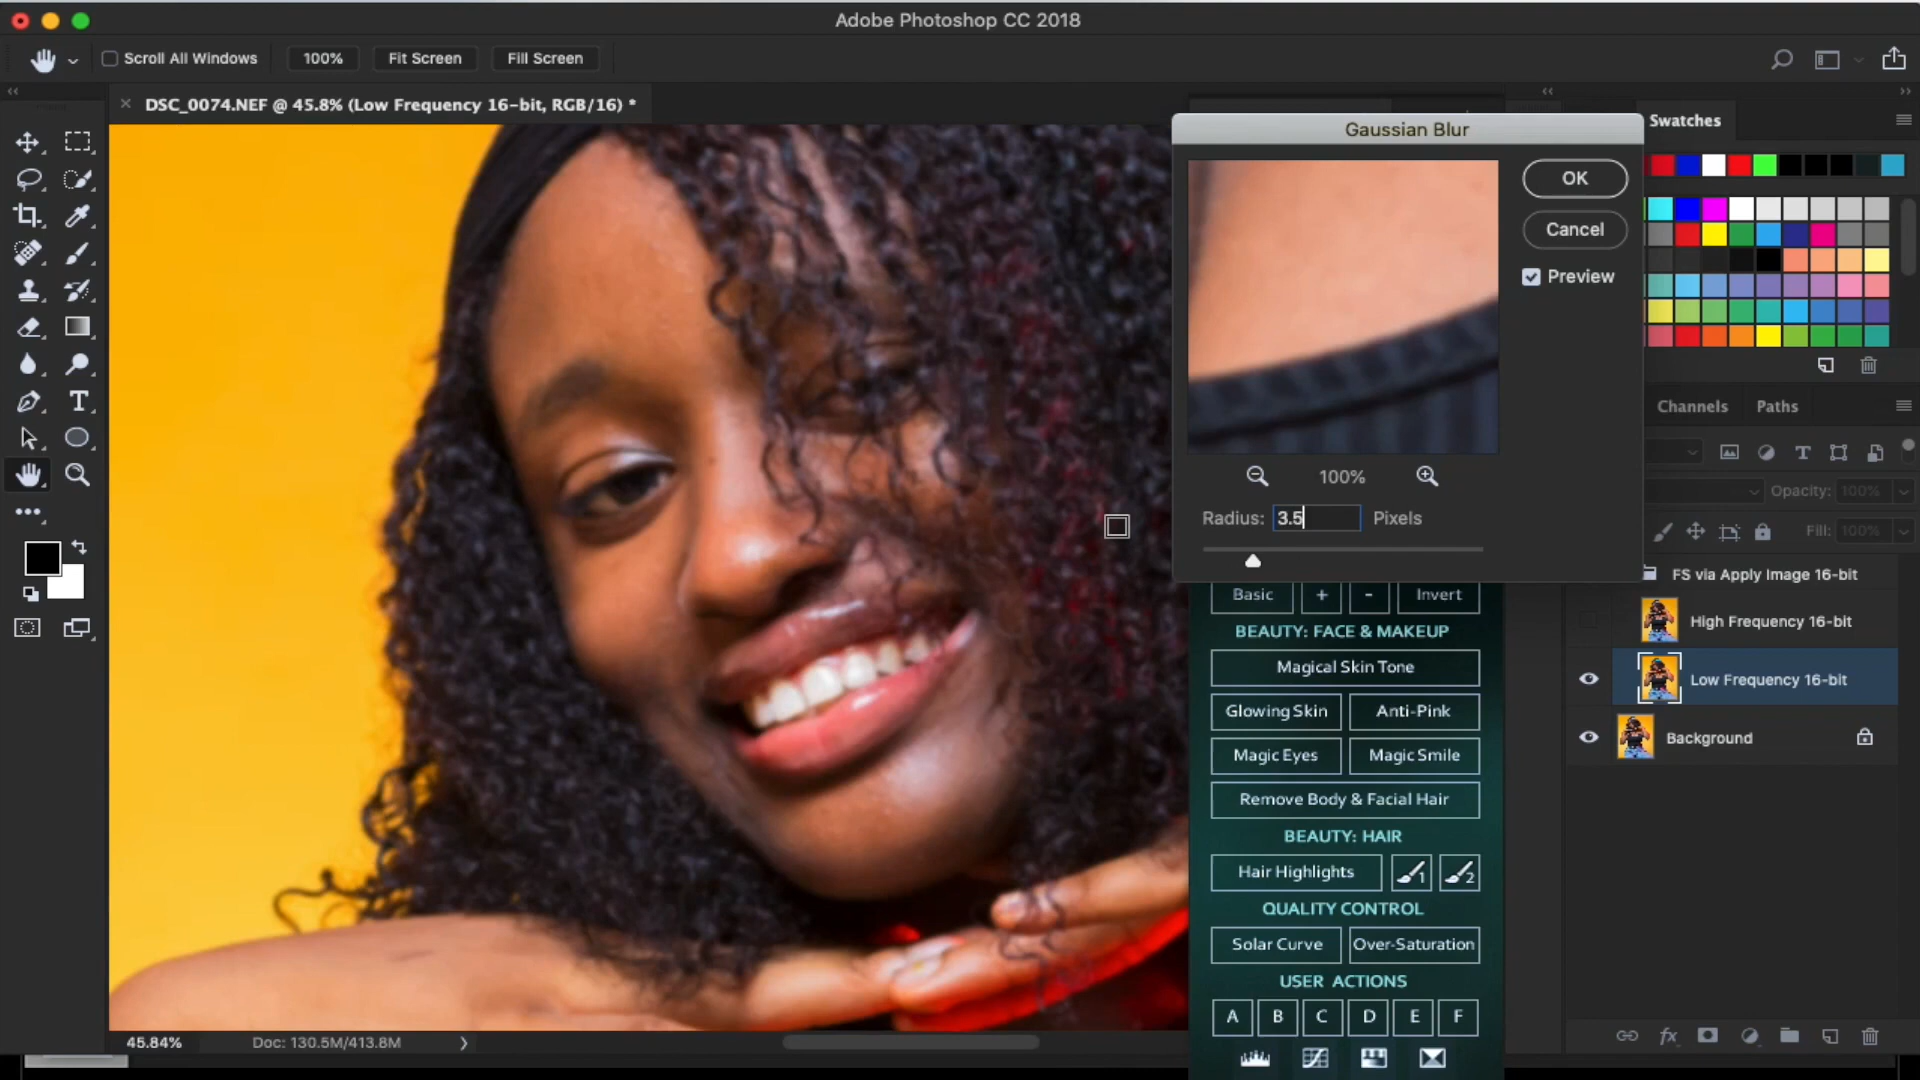 Adobe Photoshop CC 2018
Scroll All Windows
100%
Fit Screen
Fill Screen
DSC_0074.NEF @ 45.8% (Low Frequency 16-bit, RGB/16) *
Gaussian Blur
OK
Cancel
Preview
100%
Radius: 3.5 Pixels
Swatches
Channels
Paths
Opacity: 100%
Fill: 100%
FS via Apply Image 16-bit
High Frequency 16-bit
Low Frequency 16-bit
Background
Basic
+
-
Invert
BEAUTY: FACE & MAKEUP
Magical Skin Tone
Glowing Skin
Anti-Pink
Magic Eyes
Magic Smile
Remove Body & Facial Hair
BEAUTY: HAIR
Hair Highlights
1
2
QUALITY CONTROL
Solar Curve
Over-Saturation
USER ACTIONS
A
B
C
D
E
F
45.84%
Doc: 130.5M/413.8M